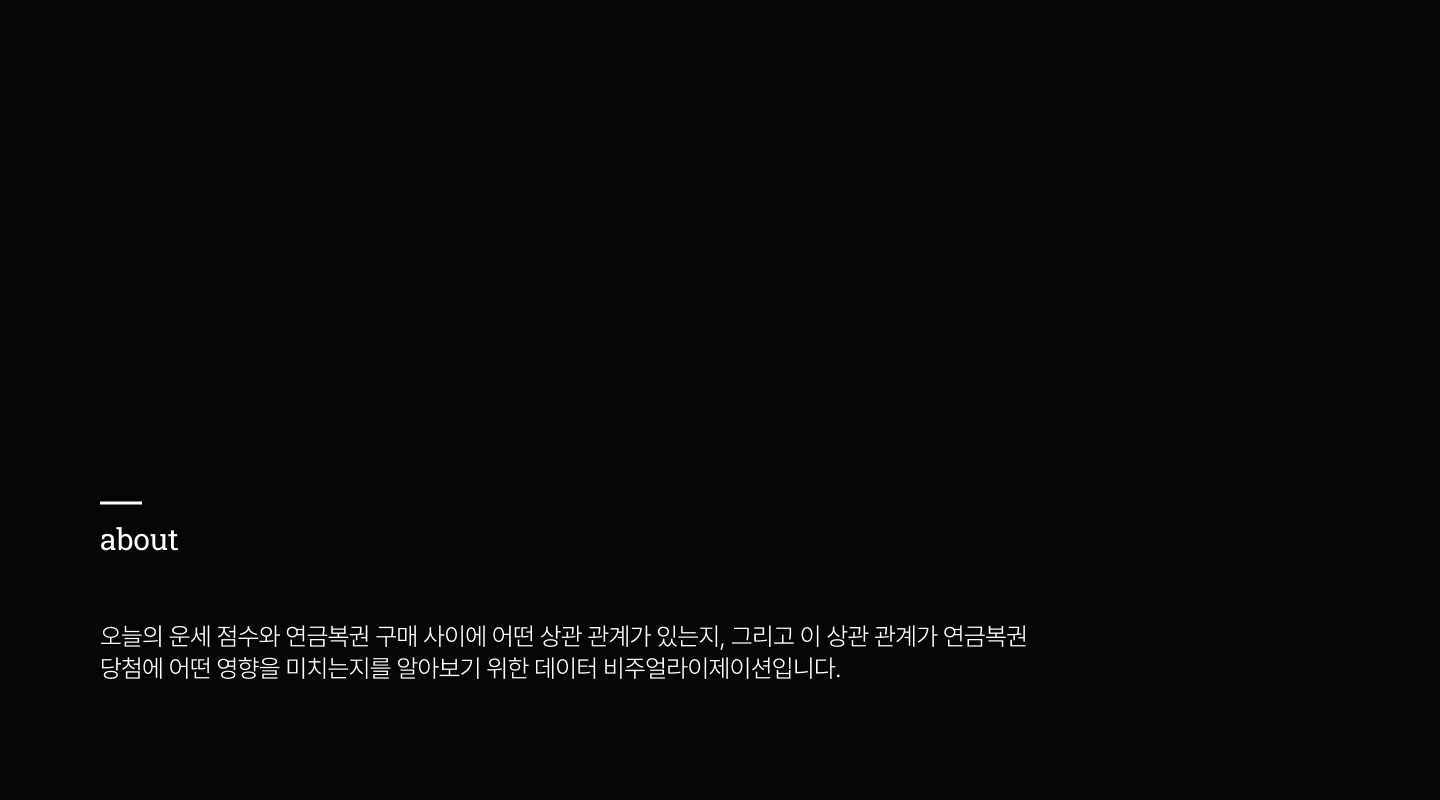 about
오늘의 운세 점수와 연금복권 구매 사이에 어떤 상관 관계가 있는지, 그리고 이 상관 관계가 연금복권
당첨에 어떤 영향을 미치는지를 알아보기 위한 데이터 비주얼라이제이션입니다.